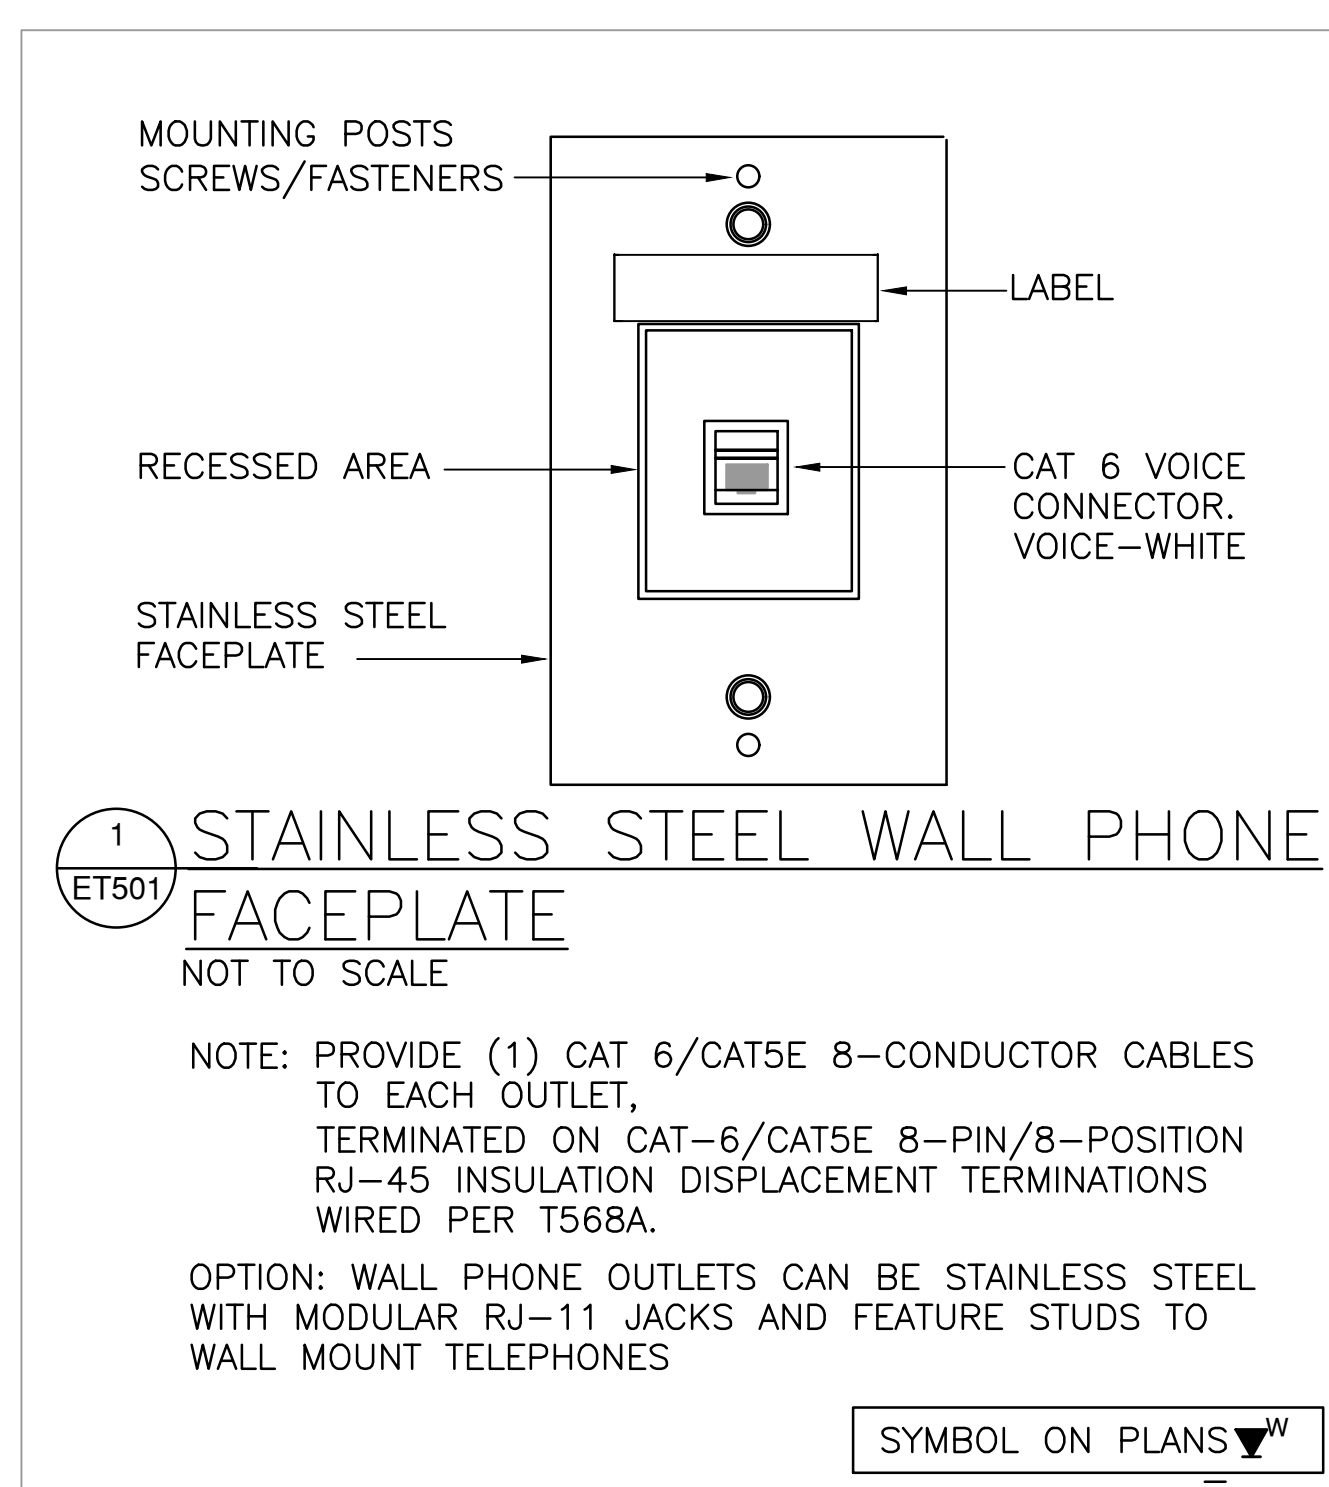 MOUNTING POSTS
SCREWS/FASTENERS
LABEL
RECESSED AREA
CAT 6 VOICE
CONNECTOR.
VOICE-WHITE
STAINLESS STEEL
FACEPLATE
1
ET501
STAINLESS STEEL WALL PHONE
FACEPLATE
NOT TO SCALE
NOTE: PROVIDE (1) CAT 6/CAT5E 8-CONDUCTOR CABLES
TO EACH OUTLET,
TERMINATED ON CAT-6/CAT5E 8-PIN/8-POSITION
RJ-45 INSULATION DISPLACEMENT TERMINATIONS
WIRED PER T568A.
OPTION: WALL PHONE OUTLETS CAN BE STAINLESS STEEL
WITH MODULAR RJ-11 JACKS AND FEATURE STUDS TO
WALL MOUNT TELEPHONES
SYMBOL ON PLANS W